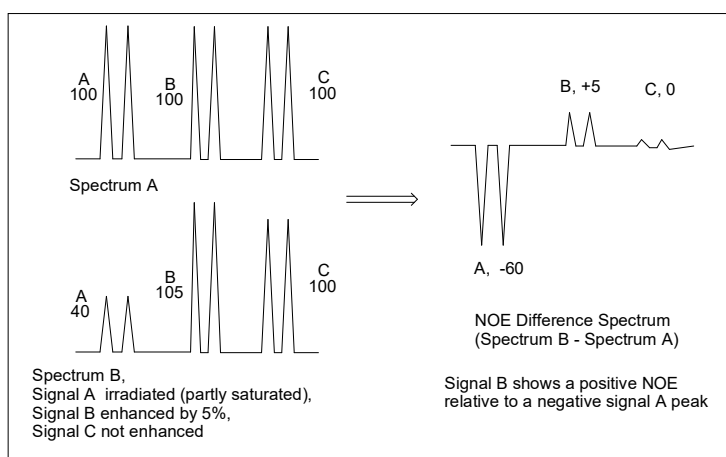 A
100
B
100
C
100
Spectrum A
A
40
B
105
C
100
Spectrum B,
Signal A irradiated (partly saturated),
Signal B enhanced by 5%,
Signal C not enhanced
B, +5
C, 0
A, -60
NOE Difference Spectrum
(Spectrum B - Spectrum A)
Signal B shows a positive NOE
relative to a negative signal A peak